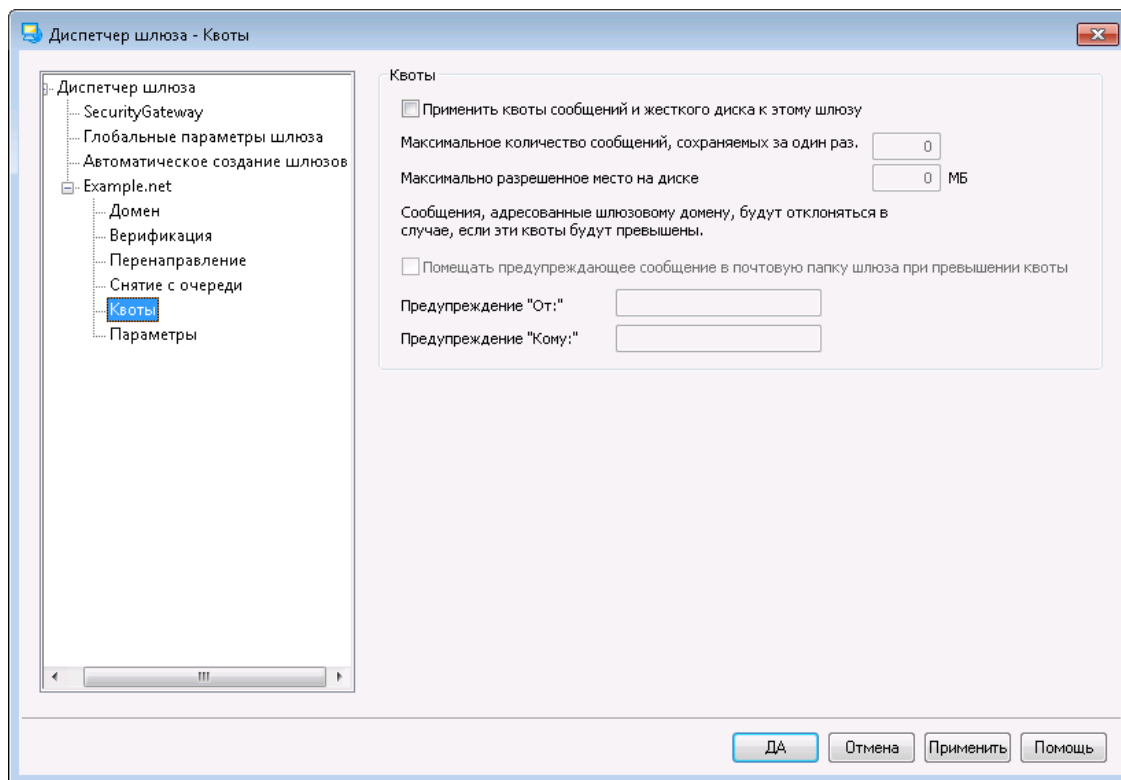 Диспетчер шлюза - Квоты
Диспетчер шлюза
SecurityGateway
Глобальные параметры шлюза
Автоматическое создание шлюзов
Example.net
Домен
Верификация
Перенаправление
Снятие с очереди
Квоты
Параметры
Квоты
Применить квоты сообщений и жесткого диска к этому шлюзу
Максимальное количество сообщений, сохраняемых за один раз. 0
Максимально разрешенное место на диске 0 МБ
Сообщения, адресованные шлюзовому домену, будут отклоняться в
случае, если эти квоты будут превышены.
Помещать предупреждающее сообщение в почтовую папку шлюза при превышении квоты
Предупреждение "От:"
Предупреждение "Кому:"
ДА Отмена Применить Помощь